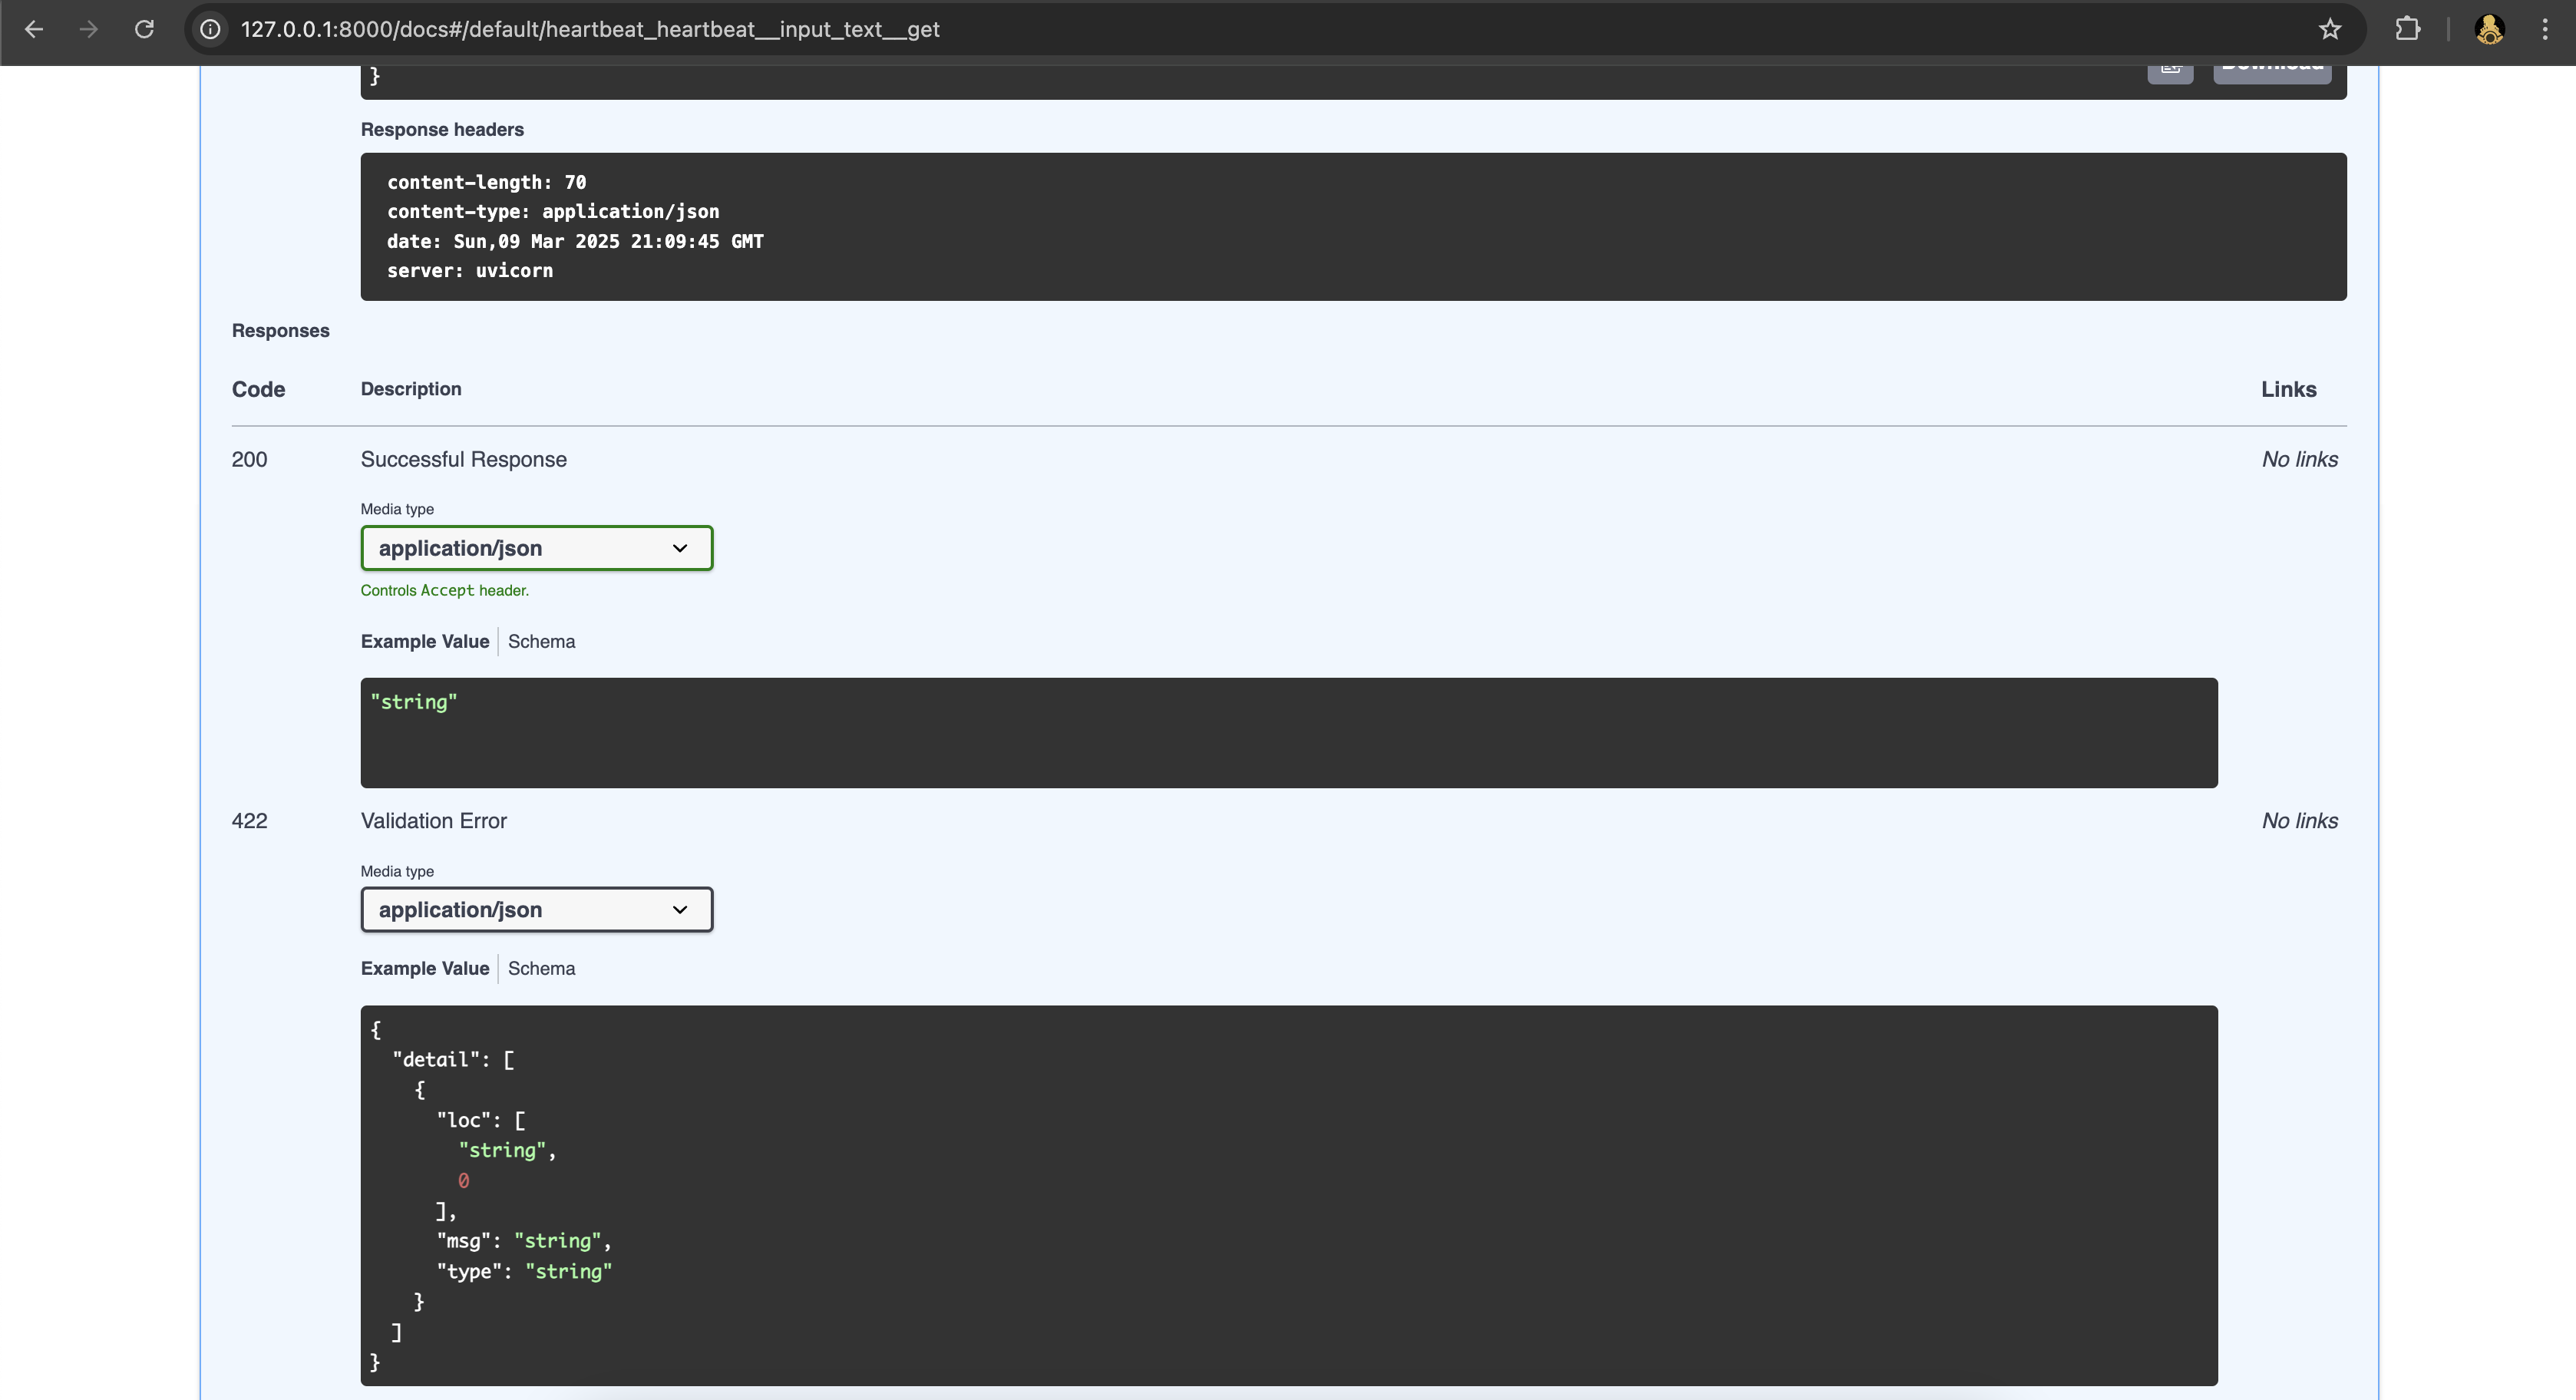 127.0.0.1:8000/docs#/default/heartbeat_heartbeat__input_text__get
}
Download
Response headers
content-length: 70
content-type: application/json
date: Sun,09 Mar 2025 21:09:45 GMT
server: uvicorn
Responses
Code Description Links
200 Successful Response No links
Media type
application/json
Controls Accept header.
Example Value Schema
"string"
422 Validation Error No links
Media type
application/json
Example Value Schema
{
"detail": [
{
"loc": [
"string",
0
],
"msg": "string",
"type": "string"
}
]
}